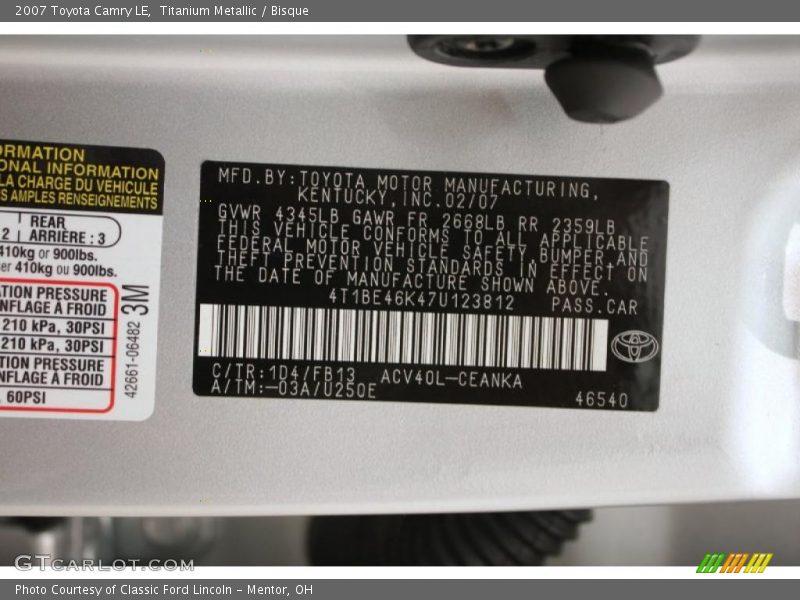 2007 Toyota Camry LE, Titanium Metallic / Bisque
ORMATION
ONAL INFORMATION
LA CHARGE DU VÉHICULE
S AMPLES RENSEIGNEMENTS
REAR
2 ARRIÈRE : 3
410kg or 900lbs.
er 410kg ou 900lbs.
TION PRESSURE
NFLAGE À FROID
210 kPa, 30PSI
210 kPa, 30PSI
TION PRESSURE
NFLAGE À FROID
, 60PSI
42661-06482 3M
MFD.BY:TOYOTA MOTOR MANUFACTURING,
KENTUCKY,INC.02/07
GVWR 4345LB GAWR FR 2668LB RR 2359LB
THIS VEHICLE CONFORMS TO ALL APPLICABLE
FEDERAL MOTOR VEHICLE SAFETY,BUMPER,AND
THEFT PREVENTION STANDARDS IN EFFECT ON
THE DATE OF MANUFACTURE SHOWN ABOVE.
4T1BE46K47U123812 PASS.CAR
C/TR:1D4/FB13 ACV40L-CEANKA
A/TM:-03A/U250E 46540
GTCARLOT.COM
Photo Courtesy of Classic Ford Lincoln - Mentor, OH